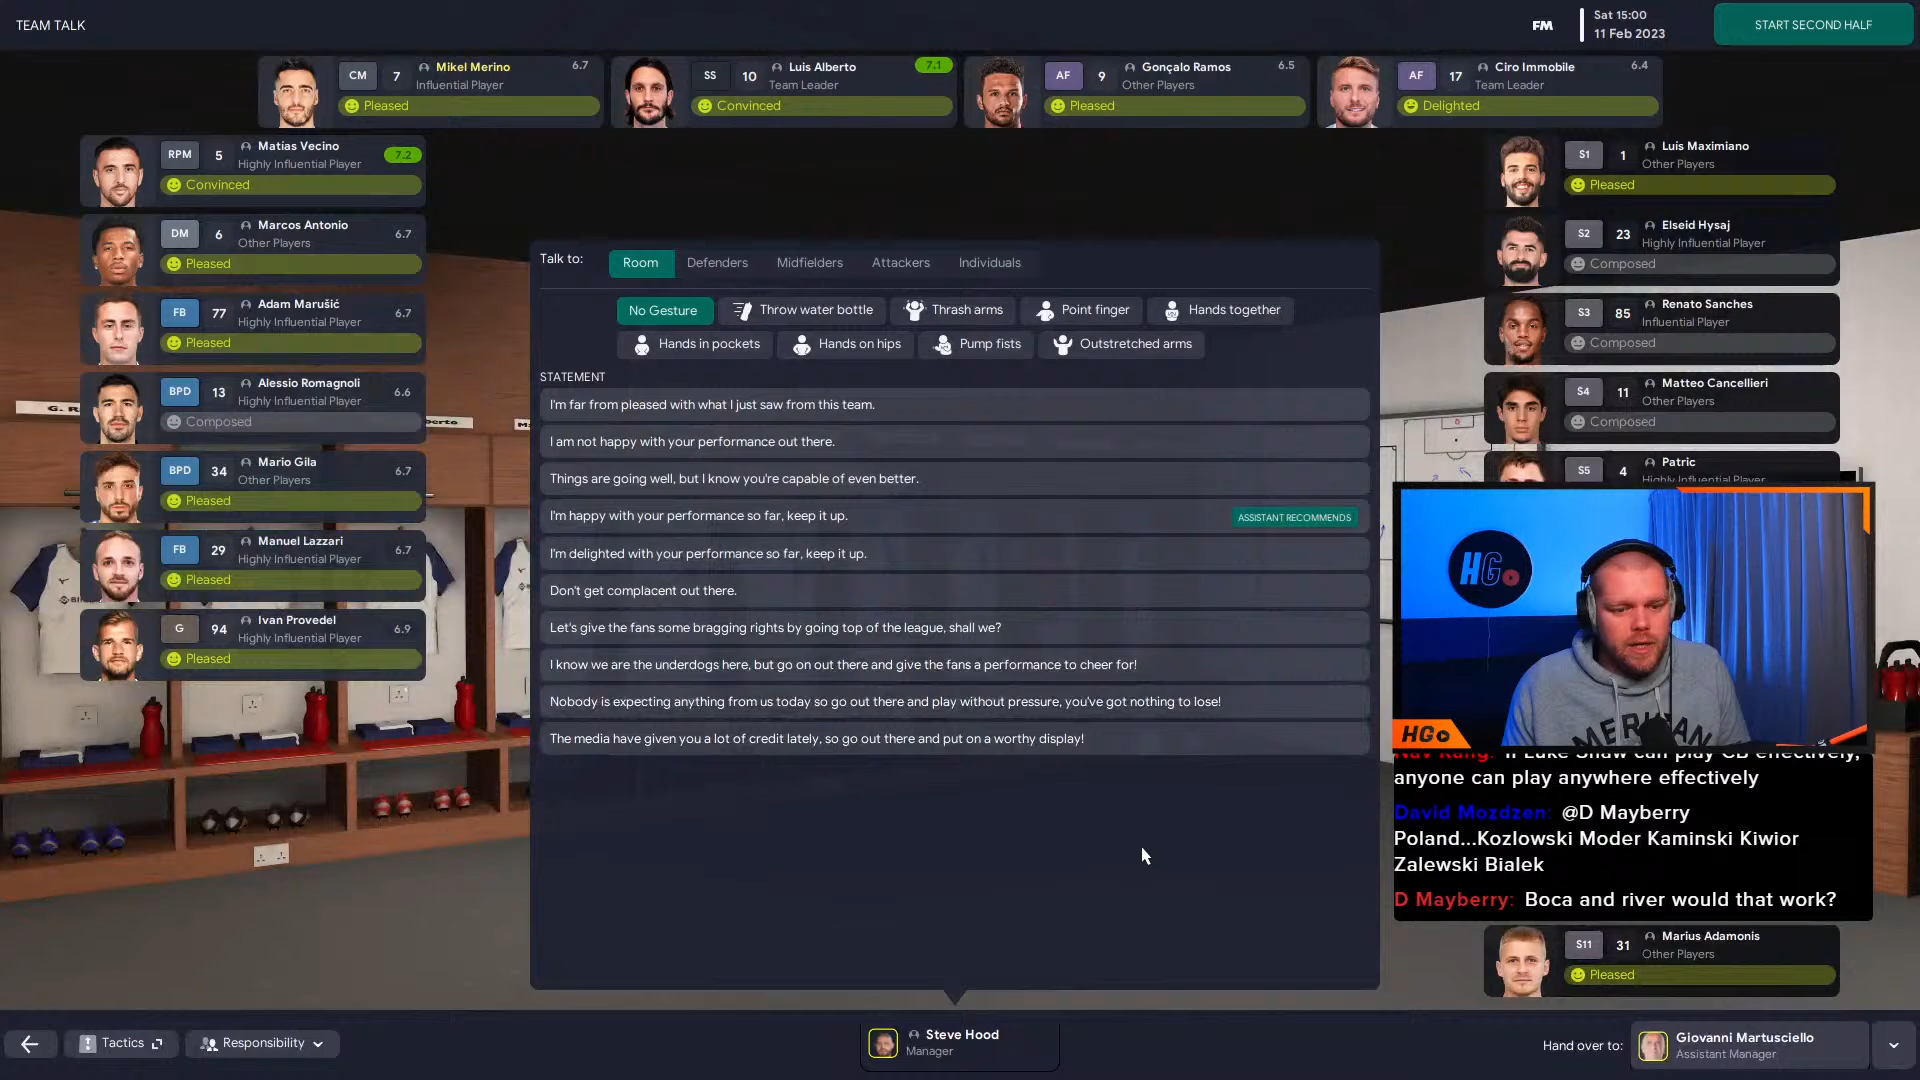 TEAM TALK
FM
Sat 15:00
11 Feb 2023
START SECOND HALF
CM 7 Mikel Merino 6.7
Influential Player
Pleased
SS 10 Luis Alberto 7.1
Team Leader
Convinced
AF 9 Gonçalo Ramos 6.5
Other Players
Pleased
AF 17 Ciro Immobile 6.4
Team Leader
Delighted
RPM 5 Matias Vecino 7.2
Highly Influential Player
Convinced
DM 6 Marcos Antonio 6.7
Other Players
Pleased
FB 77 Adam Marušić 6.7
Highly Influential Player
Pleased
BPD 13 Alessio Romagnoli 6.6
Highly Influential Player
Composed
BPD 34 Mario Gila 6.7
Other Players
Pleased
FB 29 Manuel Lazzari 6.7
Highly Influential Player
Pleased
G 94 Ivan Provedel 6.9
Highly Influential Player
Pleased
Talk to: Room Defenders Midfielders Attackers Individuals
No Gesture Throw water bottle Thrash arms Point finger Hands together
Hands in pockets Hands on hips Pump fists Outstretched arms
STATEMENT
I'm far from pleased with what I just saw from this team.
I am not happy with your performance out there.
Things are going well, but I know you're capable of even better.
I'm happy with your performance so far, keep it up. ASSISTANT RECOMMENDS
I'm delighted with your performance so far, keep it up.
Don't get complacent out there.
Let's give the fans some bragging rights by going top of the league, shall we?
I know we are the underdogs here, but go on out there and give the fans a performance to cheer for!
Nobody is expecting anything from us today so go out there and play without pressure, you've got nothing to lose!
The media have given you a lot of credit lately, so go out there and put on a worthy display!
S1 1 Luís Maximiano
Other Players
Pleased
S2 23 Elseid Hysaj
Highly Influential Player
Composed
S3 85 Renato Sanches
Influential Player
Composed
S4 11 Matteo Cancellieri
Other Players
Composed
S5 4 Patric
Highly Influential Player
HG
AMERICAN
HG
Nav Kang: If Luke Shaw can play CB effectively,
anyone can play anywhere effectively
David Mozdzen: @D Mayberry
Poland...Kozlowski Moder Kaminski Kiwior
Zalewski Bialek
D Mayberry: Boca and river would that work?
S11 31 Marius Adamonis
Other Players
Pleased
Tactics
Responsibility
Steve Hood
Manager
Hand over to: Giovanni Martusciello
Assistant Manager